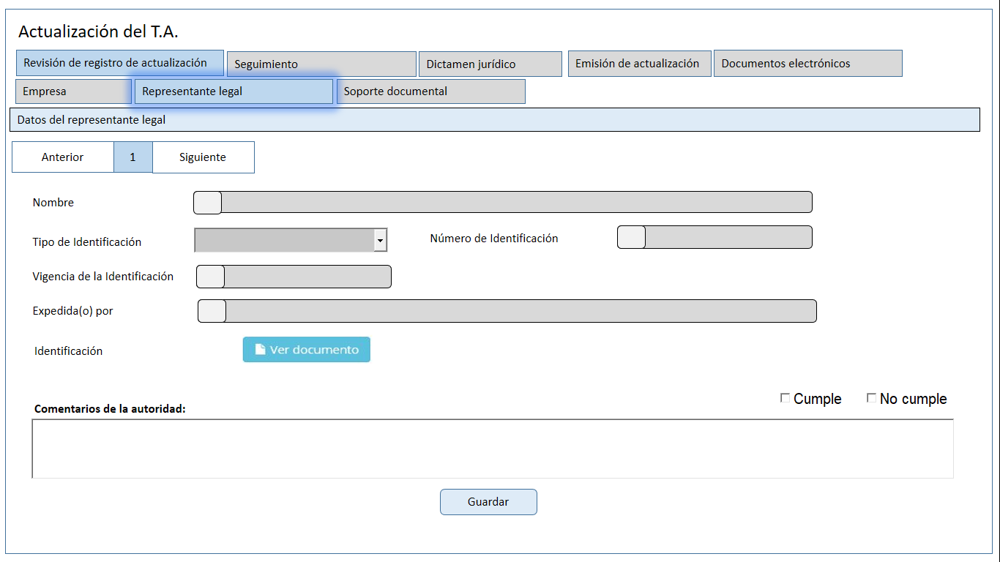 Actualización del T.A.
Revisión de registro de actualización
Seguimiento
Dictamen jurídico
Emisión de actualización
Documentos electrónicos
Empresa
Representante legal
Soporte documental
Datos del representante legal
Anterior
1
Siguiente
Nombre
Tipo de Identificación
Número de Identificación
Vigencia de la Identificación
Expedida(o) por
Identificación
Ver documento
Cumple
No cumple
Comentarios de la autoridad:
Guardar